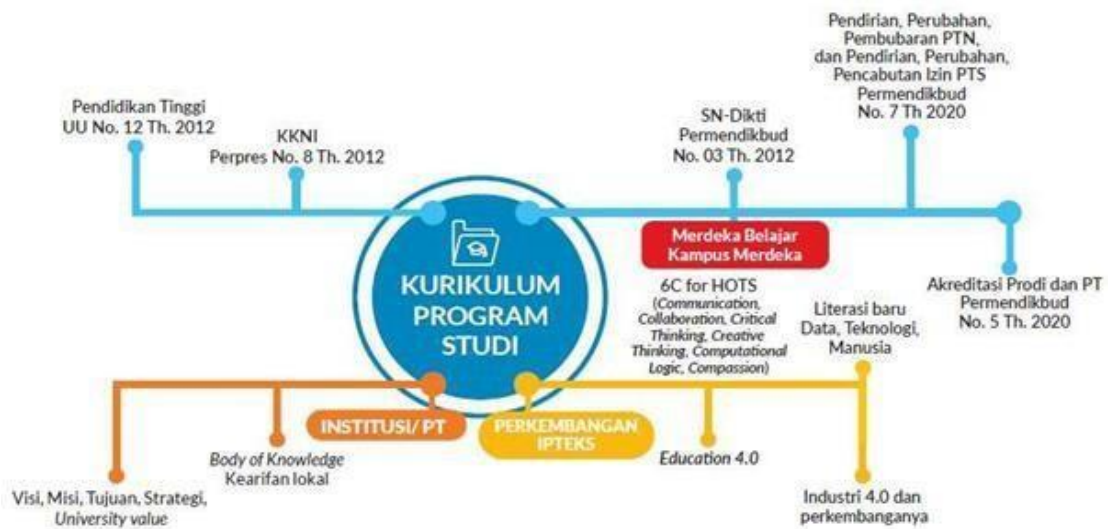 Pendidikan Tinggi
UU No. 12 Th. 2012
KKNI
Perpres No. 8 Th. 2012
SN-Dikti
Permendikbud
No. 03 Th. 2012
Pendirian, Perubahan,
Pembubaran PTN,
dan Pendirian, Perubahan,
Pencabutan Izin PTS
Permendikbud
No. 7 Th 2020
Merdeka Belajar
Kampus Merdeka
KURIKULUM
PROGRAM
STUDI
6C for HOTS
(Communication,
Collaboration, Critical
Thinking, Creative
Thinking, Computational
Logic, Compassion)
Literasi baru
Data, Teknologi,
Manusia
Akreditasi Prodi dan PT
Permendikbud
No. 5 Th. 2020
INSTITUSI/ PT
PERKEMBANGAN
IPTEKS
Body of Knowledge
Kearifan lokal
Education 4.0
Visi, Misi, Tujuan, Strategi,
University value
Industri 4.0 dan
perkembanganya